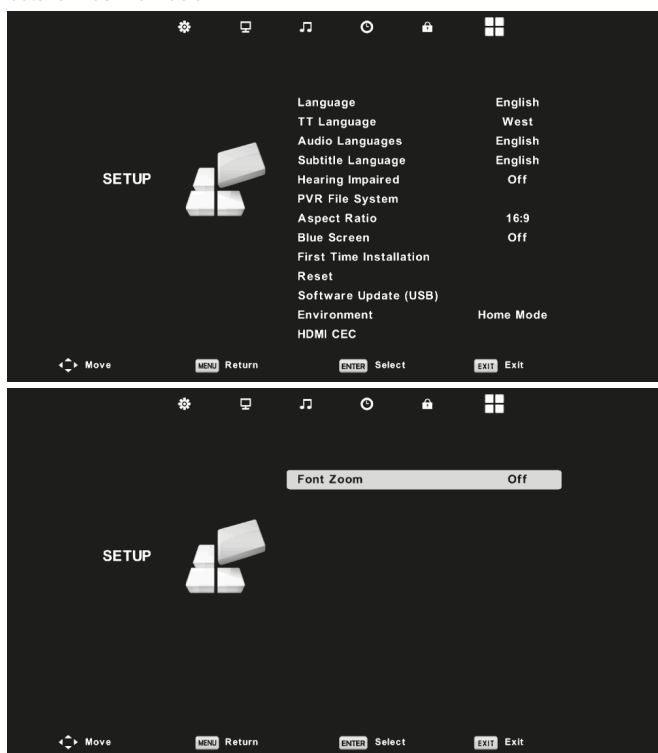 Language English
TT Language West
Audio Languages English
Subtitle Language English
SETUP
Hearing Impaired Off
PVR File System
Aspect Ratio 16:9
Blue Screen Off
First Time Installation
Reset
Software Update (USB)
Environment Home Mode
HDMI CEC
Move MENU Return ENTER Select EXIT Exit
Font Zoom Off
SETUP
Move MENU Return ENTER Select EXIT Exit